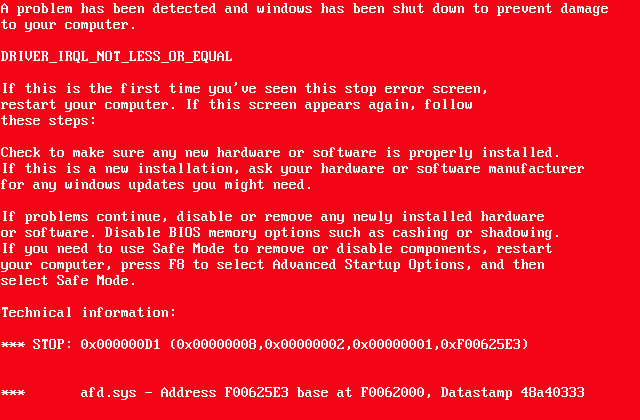 A problem has been detected and windows has been shut down to prevent damage
to your computer.
DRIVER_IRQL_NOT_LESS_OR_EQUAL
If this is the first time you've seen this stop error screen,
restart your computer. If this screen appears again, follow
these steps:
Check to make sure any new hardware or software is properly installed.
If this is a new installation, ask your hardware or software manufacturer
for any windows updates you might need.
If problems continue, disable or remove any newly installed hardware
or software. Disable BIOS memory options such as cashing or shadowing.
If you need to use Safe Mode to remove or disable components, restart
your computer, press F8 to select Advanced Startup Options, and then
select Safe Mode.
Technical information:
*** STOP: 0x000000D1 (0x00000008,0x00000002,0x00000001,0xF00625E3)
*** afd.sys - Address F00625E3 base at F0062000, Datastamp 48a40333